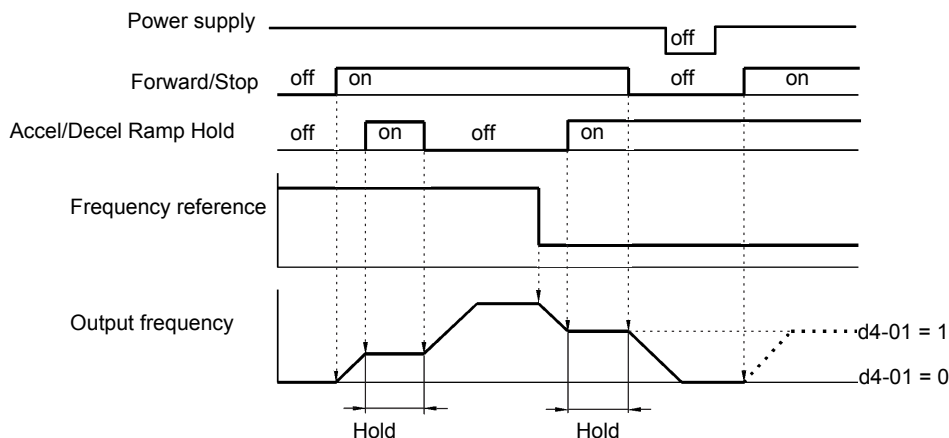 Power supply
off
Forward/Stop
off on off on
Accel/Decel Ramp Hold
off on off on
Frequency reference
Output frequency
d4-01 = 1
d4-01 = 0
Hold Hold